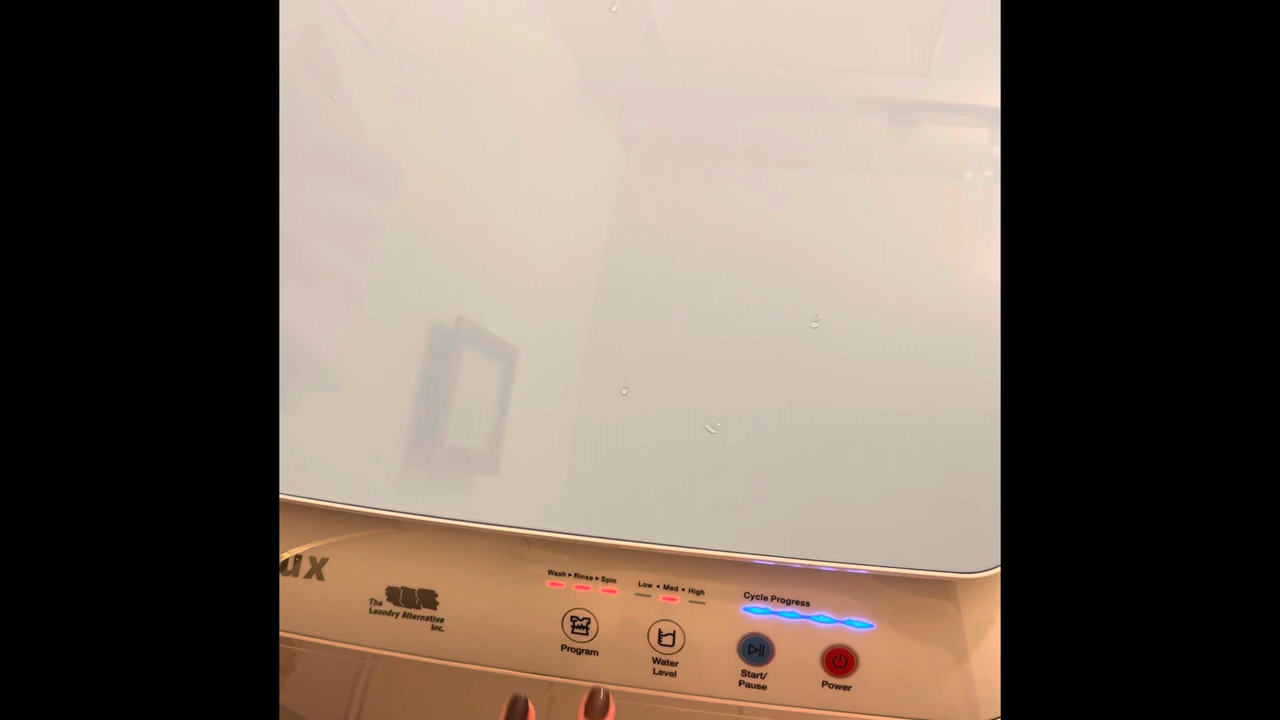 ux
The
Laundry Alternative
Inc.
Wash ▸ Rinse ▸ Spin
Program
Low • Med • High
Water
Level
Cycle Progress
Start/
Pause
Power